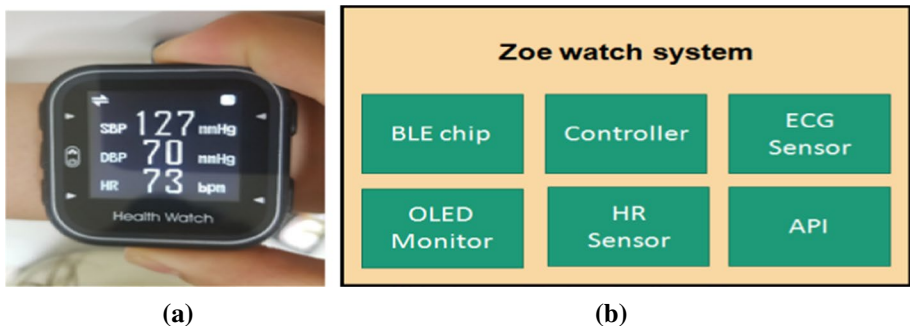 SBP 127 mmHg
DBP 70 mmHg
HR 73 bpm
Health Watch
Zoe watch system
BLE chip
Controller
ECG
Sensor
OLED
Monitor
HR
Sensor
API
(a)
(b)